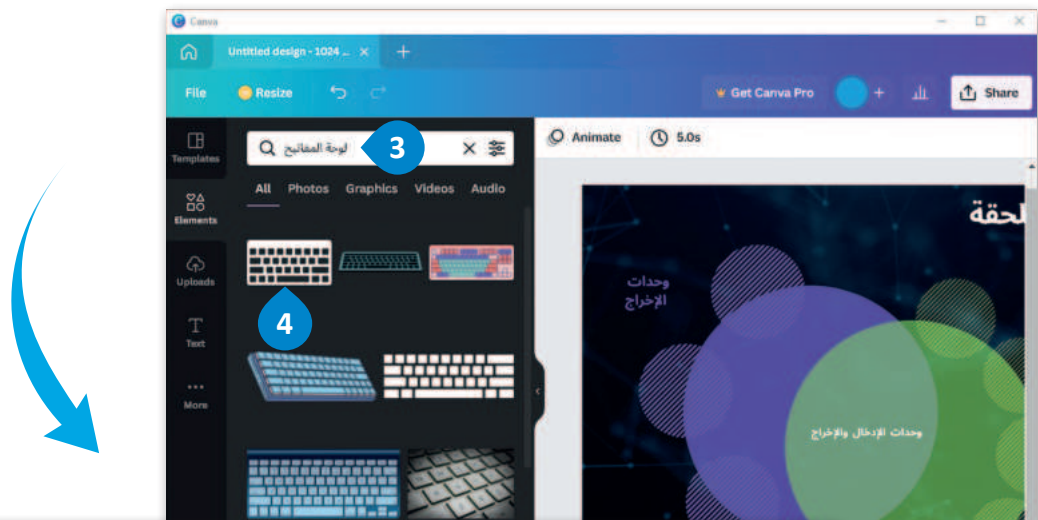 Canva
Untitled design - 1024 ...
File
Resize
Get Canva Pro
Share
Templates
Elements
Uploads
Text
More
لوحة المفاتيح
3
All Photos Graphics Videos Audio
4
Animate
5.0s
لحقة
وحدات
الإخراج
وحدات الإدخال والإخراج